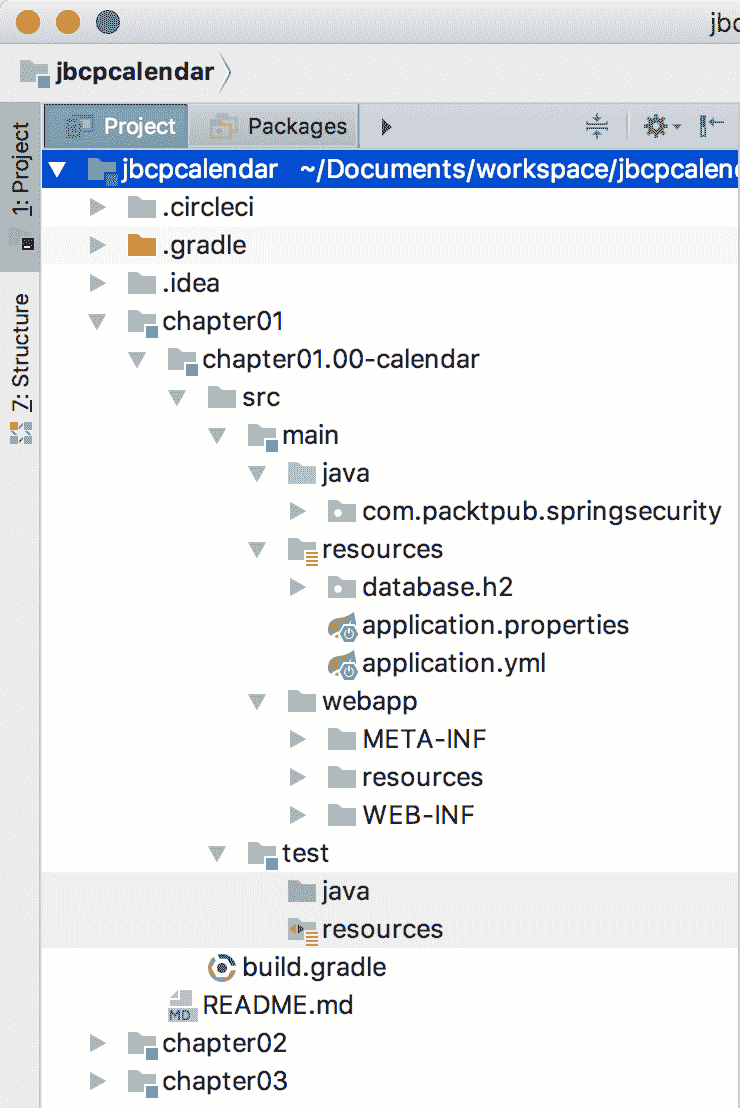 jbc
jbcpcalendar
Project Packages
1: Project
7: Structure
jbcpcalendar ~/Documents/workspace/jbcpcalen
.circleci
.gradle
.idea
chapter01
chapter01.00-calendar
src
main
java
com.packtpub.springsecurity
resources
database.h2
application.properties
application.yml
webapp
META-INF
resources
WEB-INF
test
java
resources
build.gradle
MD README.md
chapter02
chapter03